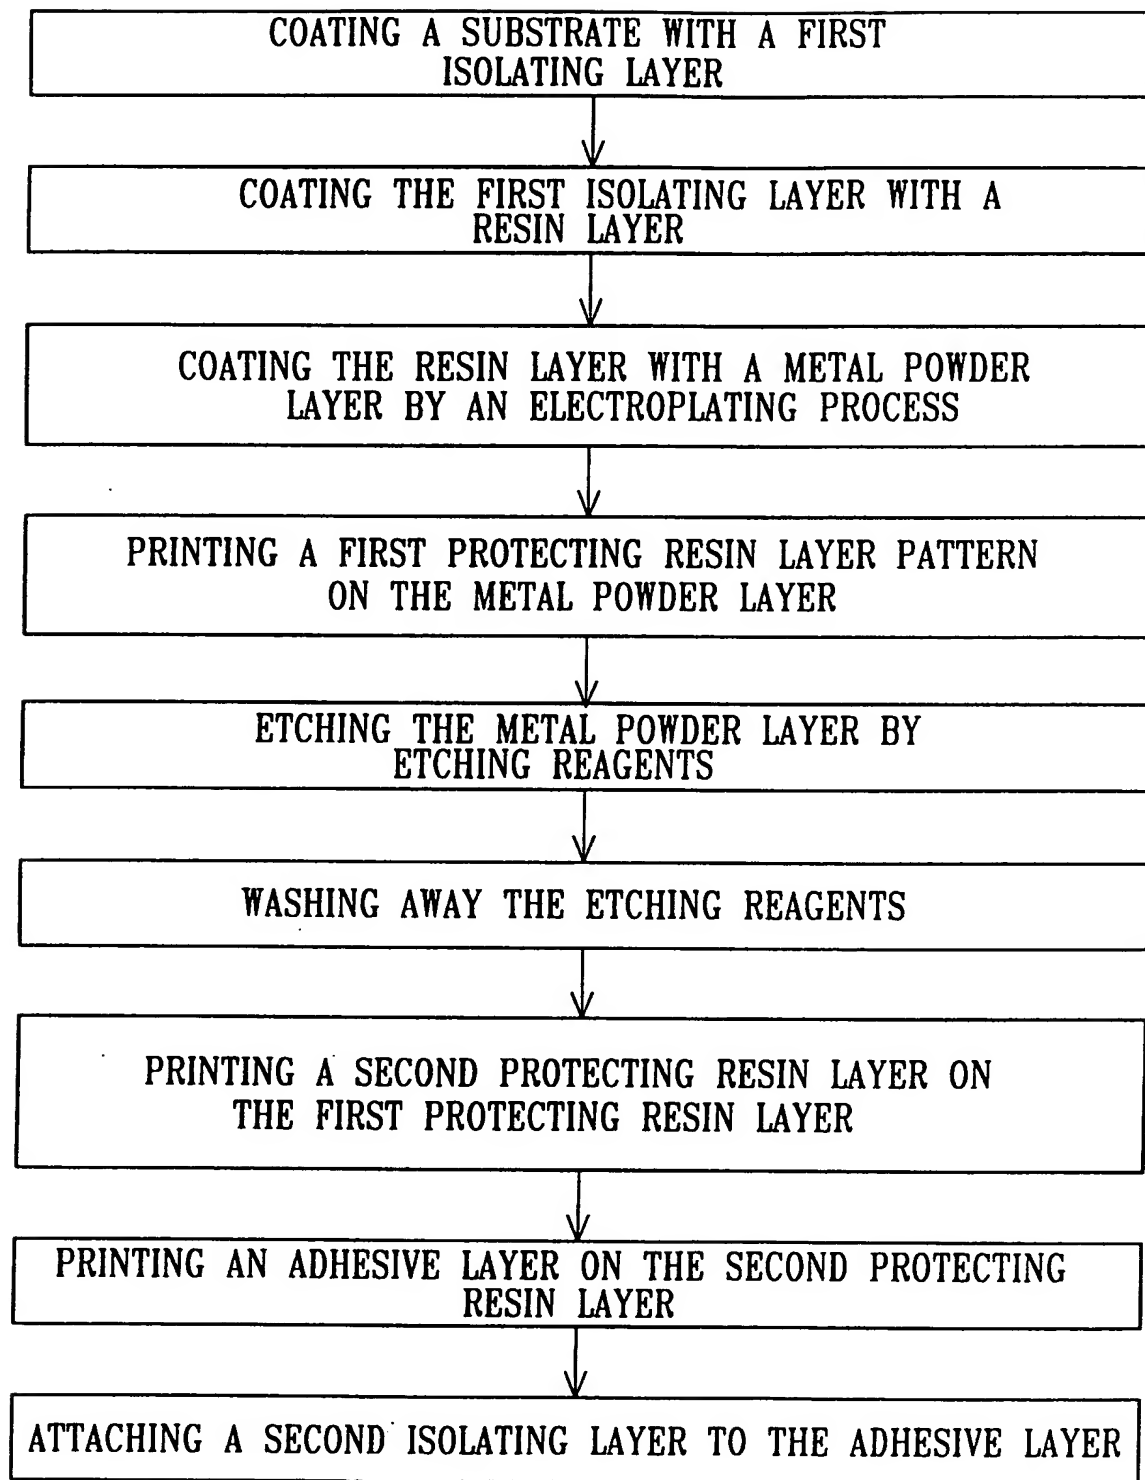 COATING A SUBSTRATE WITH A FIRST
ISOLATING LAYER
COATING THE FIRST ISOLATING LAYER WITH A
RESIN LAYER
COATING THE RESIN LAYER WITH A METAL POWDER
LAYER BY AN ELECTROPLATING PROCESS
PRINTING A FIRST PROTECTING RESIN LAYER PATTERN
ON THE METAL POWDER LAYER
ETCHING THE METAL POWDER LAYER BY
ETCHING REAGENTS
WASHING AWAY THE ETCHING REAGENTS
PRINTING A SECOND PROTECTING RESIN LAYER ON
THE FIRST PROTECTING RESIN LAYER
PRINTING AN ADHESIVE LAYER ON THE SECOND PROTECTING
RESIN LAYER
ATTACHING A SECOND ISOLATING LAYER TO THE ADHESIVE LAYER